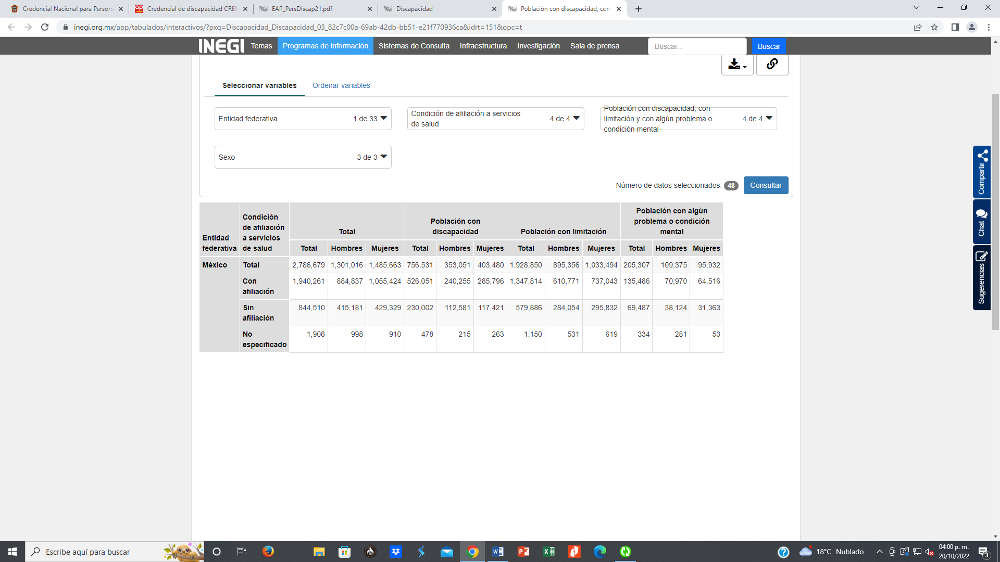 Credencial Nacional para Persona
Credencial de discapacidad CREN
EAP_PersDiscap21.pdf
Discapacidad
Población con discapacidad, con
inegi.org.mx/app/tabulados/interactivos/?pxq=Discapacidad_Discapacidad_03_82c7c00a-69ab-42db-bb51-e21f770936ca&idrt=151&opc=t
INEGI Temas Programas de información Sistemas de Consulta Infraestructura Investigación Sala de prensa Buscar... Buscar
Seleccionar variables Ordenar variables
Entidad federativa 1 de 33
Condición de afiliación a servicios
de salud
4 de 4
Población con discapacidad, con
limitación y con algún problema o
condición mental
4 de 4
Sexo 3 de 3
Número de datos seleccionados: 48 Consultar
Compartir
Chat
Sugerencias
Entidad
federativa
Condición
de afiliación
a servicios
de salud
Total
Población con
discapacidad
Población con limitación
Población con algún
problema o condición
mental
Total Hombres Mujeres Total Hombres Mujeres Total Hombres Mujeres Total Hombres Mujeres
México Total 2,786,679 1,301,016 1,485,663 756,531 353,051 403,480 1,928,850 895,356 1,033,494 205,307 109,375 95,932
Con
afiliación
1,940,261 884,837 1,055,424 526,051 240,255 285,796 1,347,814 610,771 737,043 135,486 70,970 64,516
Sin
afiliación
844,510 415,181 429,329 230,002 112,581 117,421 579,886 284,054 295,832 69,487 38,124 31,363
No
especificado
1,908 998 910 478 215 263 1,150 531 619 334 281 53
Escribe aquí para buscar
18°C Nublado
04:00 p. m.
20/10/2022
3